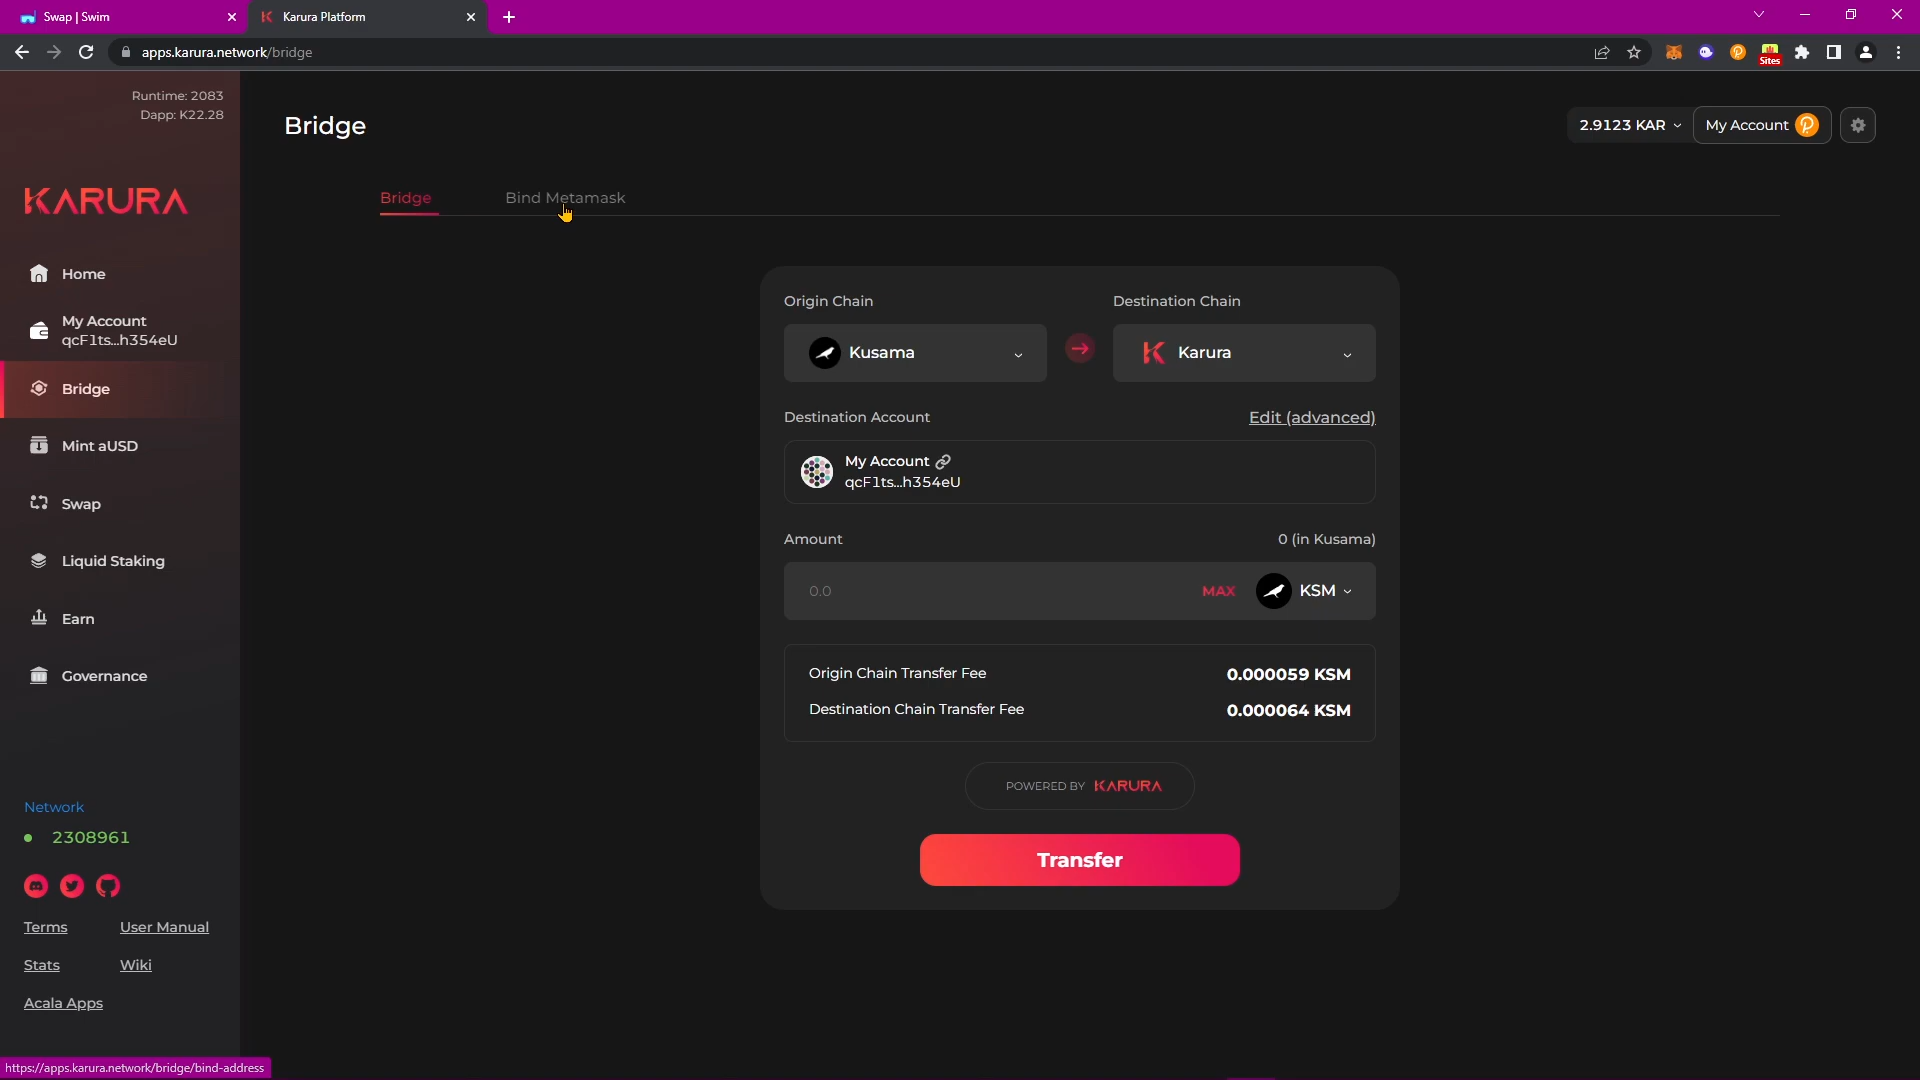 Swap | Swim
Karura Platform
apps.karura.network/bridge
Sites
Runtime: 2083
Dapp: K22.28
KARURA
Home
My Account
qcF1ts...h354eU
Bridge
Mint aUSD
Swap
Liquid Staking
Earn
Governance
Network
2308961
Terms
User Manual
Stats
Wiki
Acala Apps
https://apps.karura.network/bridge/bind-address
Bridge
2.9123 KAR
My Account
Bridge
Bind Metamask
Origin Chain
Destination Chain
Kusama
Karura
Destination Account
Edit (advanced)
My Account
qcF1ts...h354eU
Amount
0 (in Kusama)
0.0
MAX
KSM
Origin Chain Transfer Fee
0.000059 KSM
Destination Chain Transfer Fee
0.000064 KSM
POWERED BY KARURA
Transfer